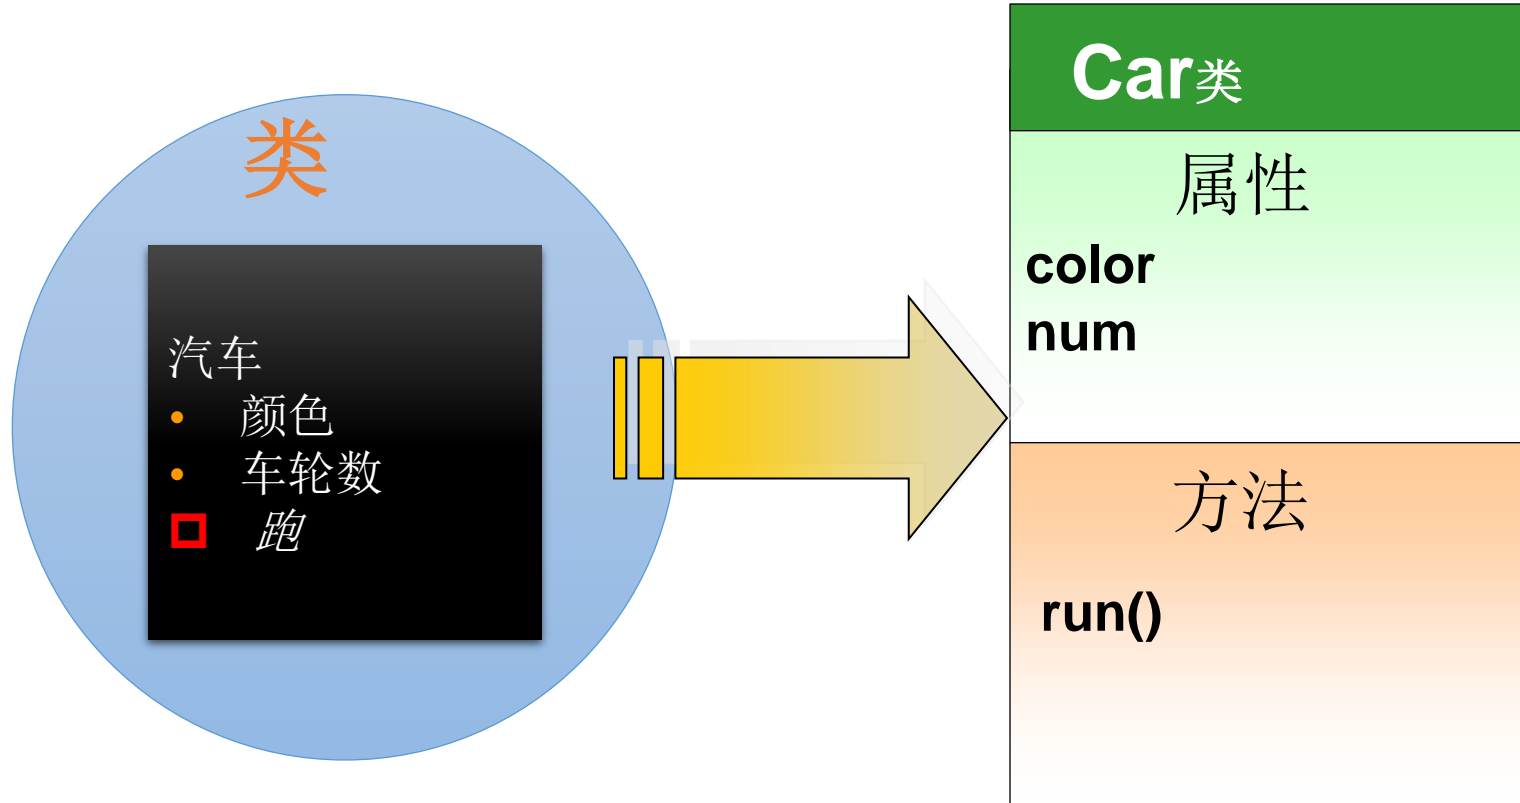 类
汽车
• 颜色
• 车轮数
跑
Car类
属性
color
num
方法
run()